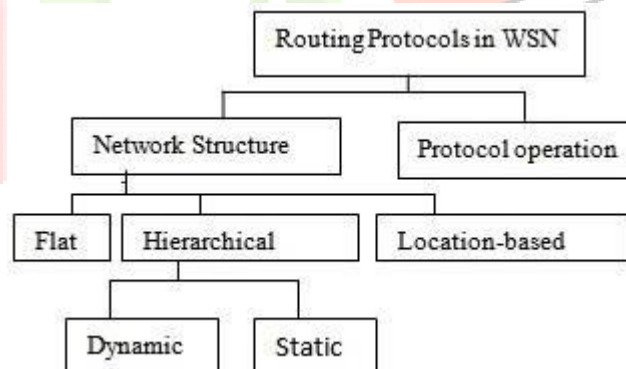 Routing Protocols in WSN
Network Structure
Protocol operation
Flat
Hierarchical
Location-based
Dynamic
Static